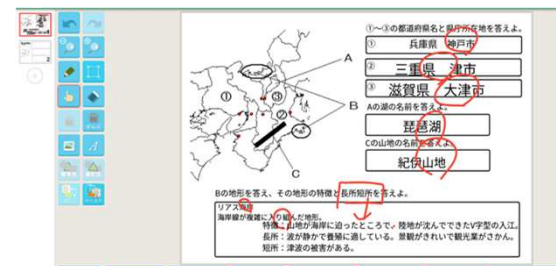 ①～③の都道府県名と県庁所在地を答えよ。
① 兵庫県 神戸市
② 三重県 津市
③ 滋賀県 大津市
Aの湖の名前を答えよ。
琵琶湖
Cの山地の名前を答えよ。
紀伊山地
A
B
C
①
③
②
Bの地形を答え、その地形の特徴と長所短所を答えよ。
リアス海岸
海岸線が複雑に入り組んだ地形。
特徴：山地が海岸に迫ったところで、陸地が沈んでできたV字型の入江。
長所：波が静かで養殖に適している。景観がきれいで観光業がさかん。
短所：津波の被害がある。
2
A